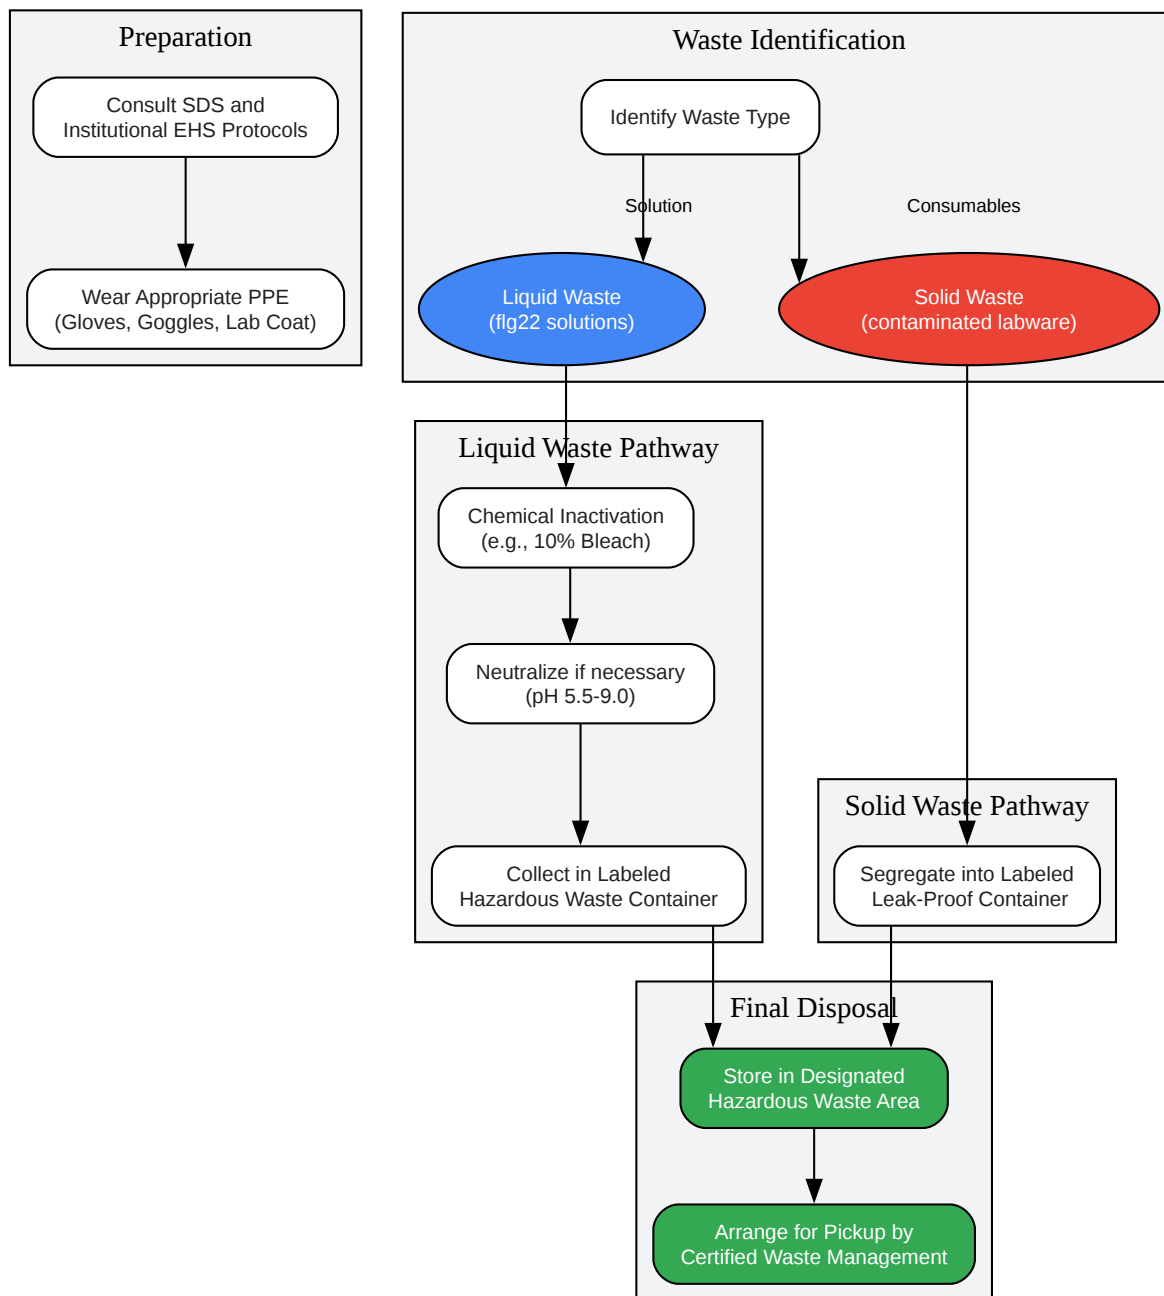 Preparation
Consult SDS and
Institutional EHS Protocols
Wear Appropriate PPE
(Gloves, Goggles, Lab Coat)
Waste Identification
Identify Waste Type
Solution
Consumables
Liquid Waste
(flg22 solutions)
Solid Waste
(contaminated labware)
Liquid Waste Pathway
Chemical Inactivation
(e.g., 10% Bleach)
Neutralize if necessary
(pH 5.5-9.0)
Collect in Labeled
Hazardous Waste Container
Solid Waste Pathway
Segregate into Labeled
Leak-Proof Container
Final Disposal
Store in Designated
Hazardous Waste Area
Arrange for Pickup by
Certified Waste Management